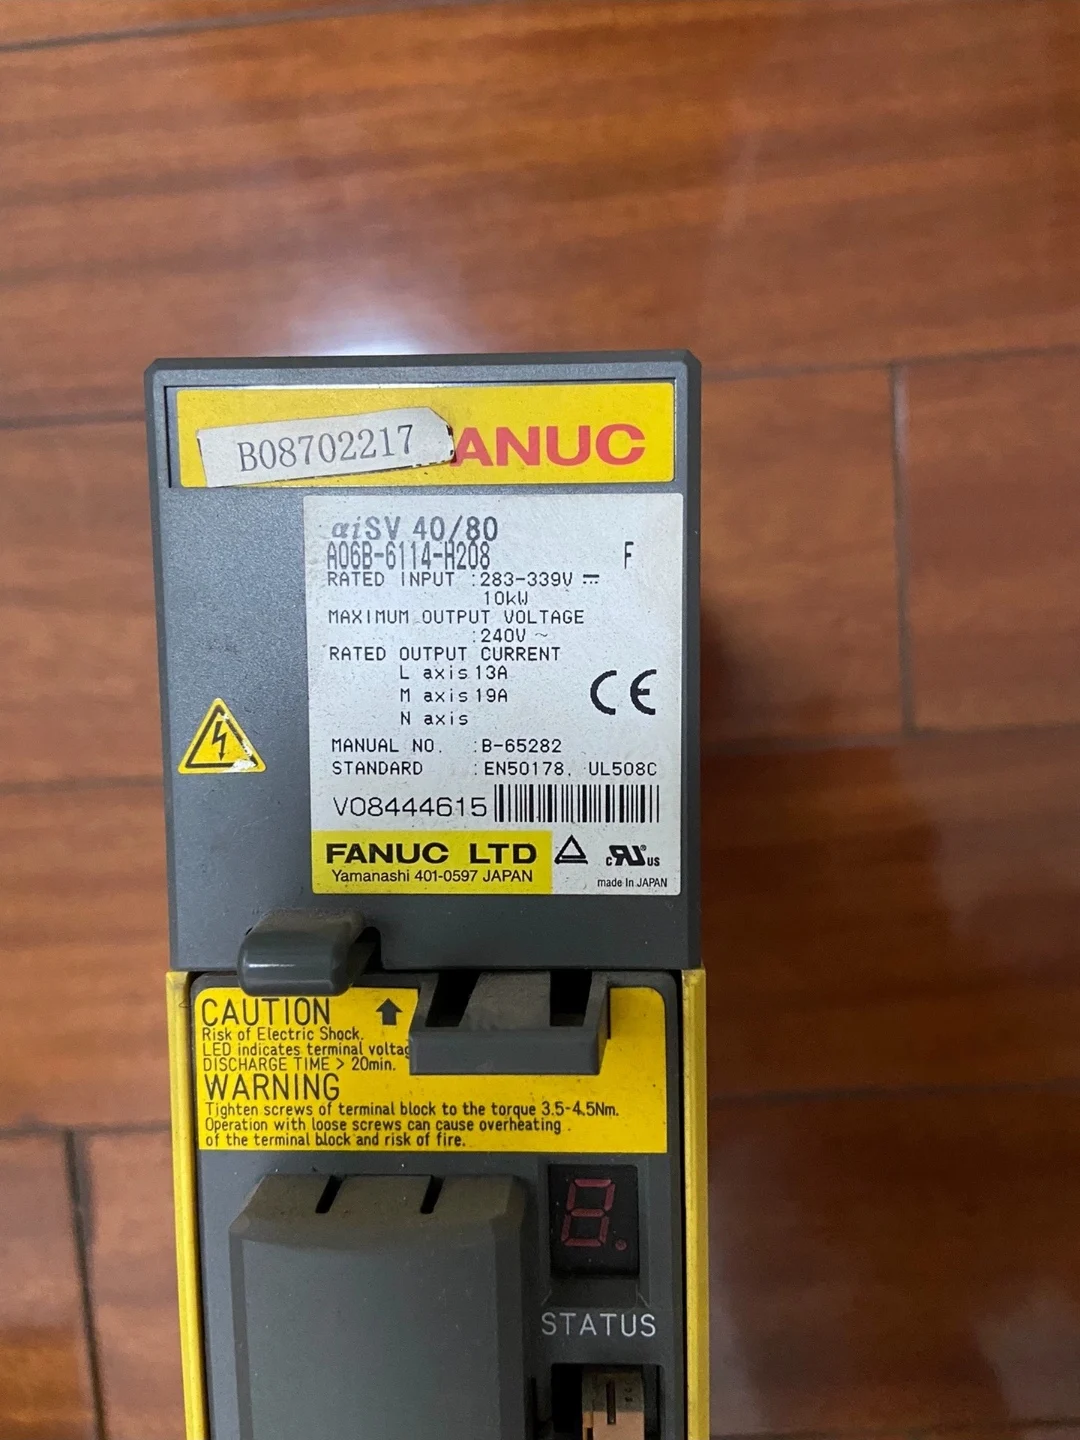 B08702217
ANUC
αiSV 40/80
A06B-6114-H208 F
RATED INPUT :283-339V ⎓
10kW
MAXIMUM OUTPUT VOLTAGE
:240V ~
RATED OUTPUT CURRENT
L axis 13A
M axis 19A
N axis
CE
MANUAL NO. :B-65282
STANDARD :EN50178, UL508C
V08444615
FANUC LTD
Yamanashi 401-0597 JAPAN
c RU US
made In JAPAN
CAUTION
Risk of Electric Shock.
LED indicates terminal voltag
DISCHARGE TIME > 20min.
WARNING
Tighten screws of terminal block to the torque 3.5-4.5Nm.
Operation with loose screws can cause overheating
of the terminal block and risk of fire.
8.
STATUS